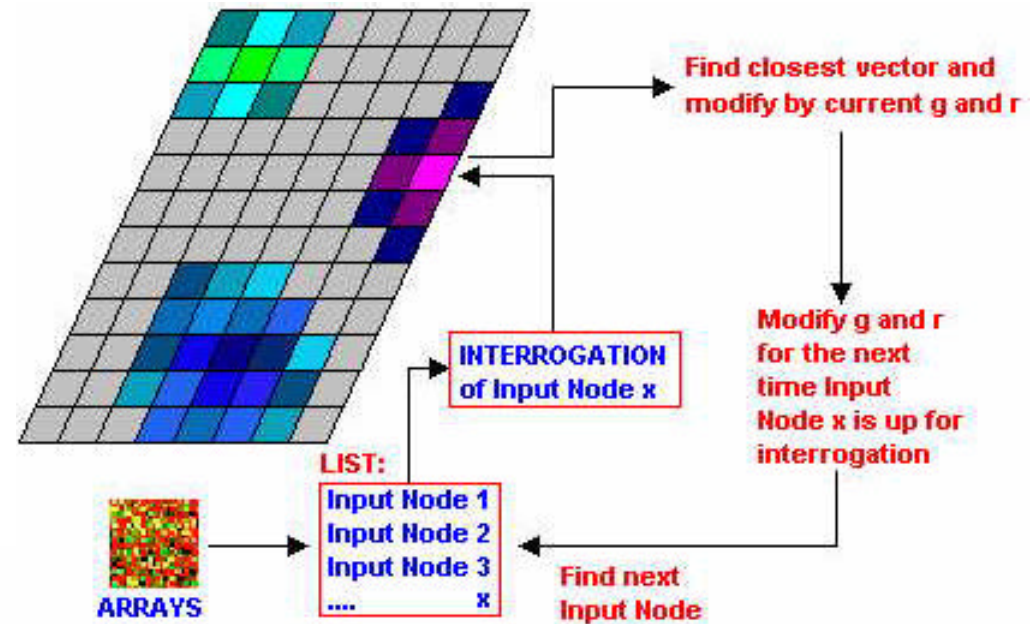 Find closest vector and
modify by current g and r
Modify g and r
for the next
time Input
Node x is up for
interrogation
INTERROGATION
of Input Node x
LIST:
Input Node 1
Input Node 2
Input Node 3
.... x
ARRAYS
Find next
Input Node